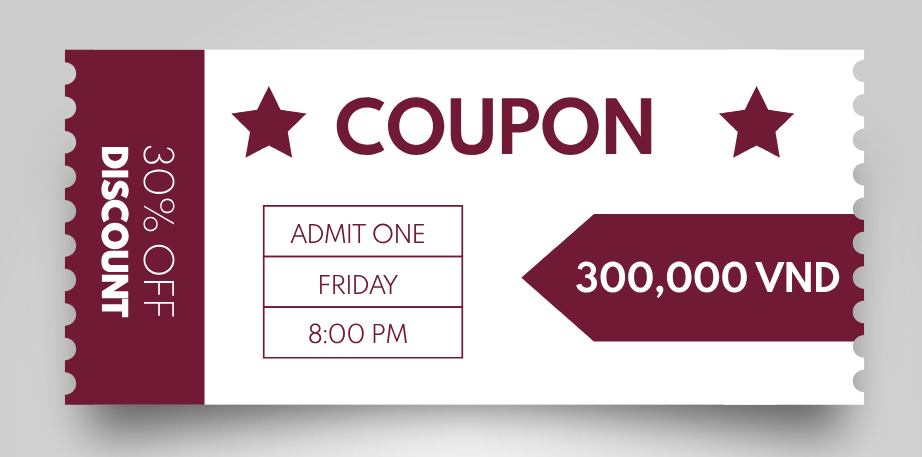 30% OFF
DISCOUNT
COUPON
ADMIT ONE
FRIDAY
8:00 PM
300,000 VND